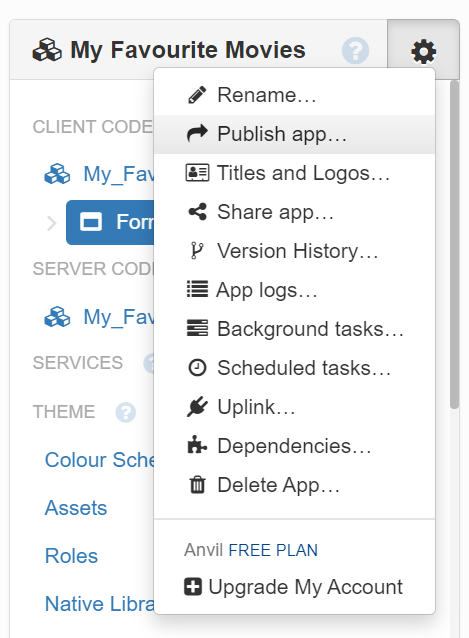 My Favourite Movies ?
CLIENT CODE
My_Fav
Form
SERVER CODE
My_Fav
SERVICES
THEME ?
Colour Sche
Assets
Roles
Native Libra
Rename…
Publish app…
Titles and Logos…
Share app…
Version History…
App logs…
Background tasks…
Scheduled tasks…
Uplink…
Dependencies…
Delete App…
Anvil FREE PLAN
Upgrade My Account